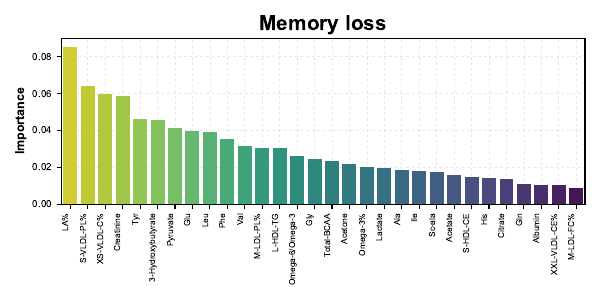 Memory loss
Importance
0.08
0.06
0.04
0.02
0.00
LA%
S-VLDL-PL%
XS-VLDL-C%
Creatinine
Tyr
3-Hydroxybutyrate
Pyruvate
Glu
Leu
Phe
Val
M-LDL-PL%
L-HDL-TG
Omega-6/Omega-3
Gly
Total-BCAA
Acetone
Omega-3%
Lactate
Ala
Ile
Acetate
S-HDL-CE
His
Citrate
Gln
Albumin
XXL-VLDL-CE%
M-LDL-FC%